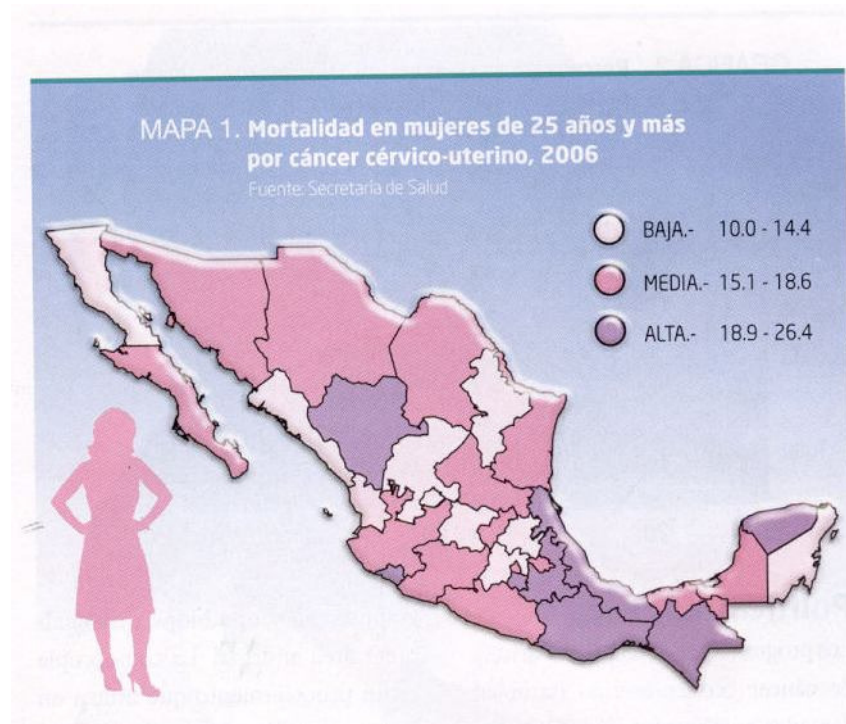 MAPA 1. Mortalidad en mujeres de 25 años y más
por cáncer cérvico-uterino, 2006
Fuente: Secretaría de Salud
BAJA.- 10.0 - 14.4
MEDIA.- 15.1 - 18.6
ALTA.- 18.9 - 26.4